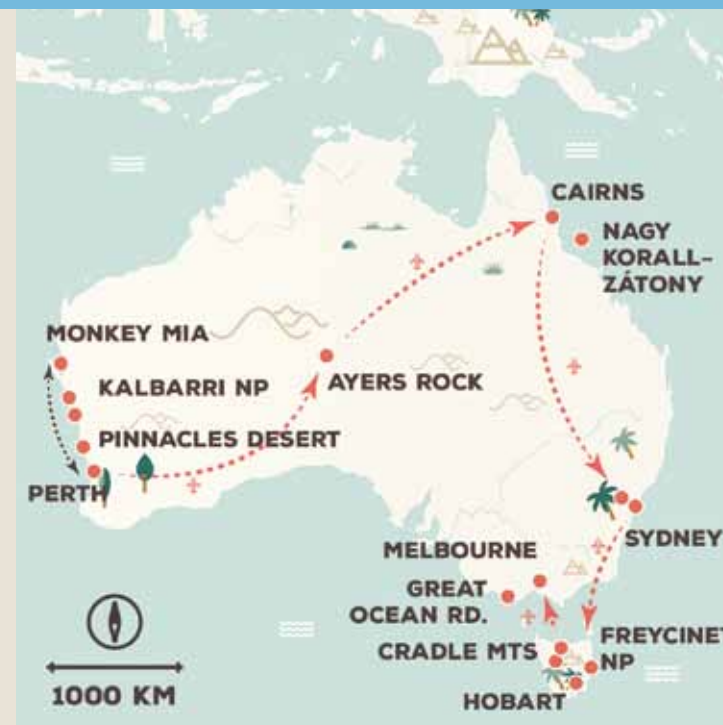 CAIRNS
NAGY
KORALL-
ZÁTONY
MONKEY MIA
KALBARRI NP
AYERS ROCK
PINNACLES DESERT
PERTH
SYDNEY
MELBOURNE
GREAT
OCEAN RD.
FREYCINET
NP
CRADLE MTS
HOBART
1000 KM